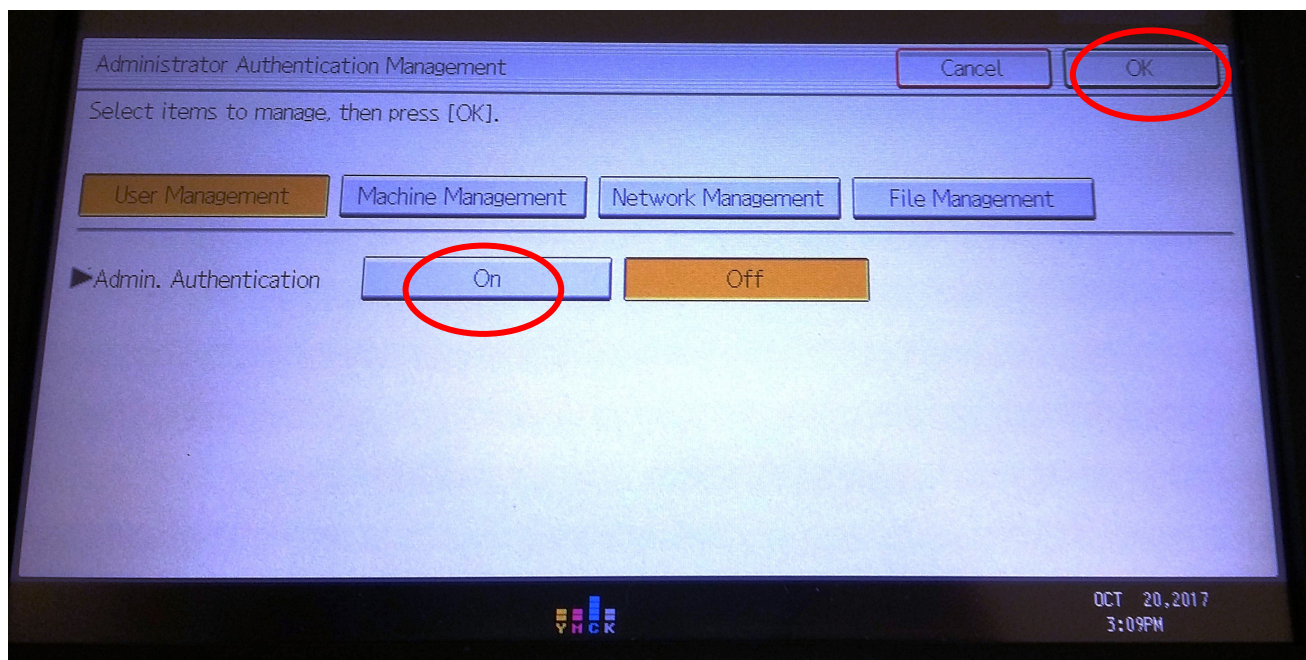 Administrator Authentication Management Cancel OK
Select items to manage, then press [OK].
User Management Machine Management Network Management File Management
▶Admin. Authentication On Off
Y M C K
OCT 20,2017
3:09PM